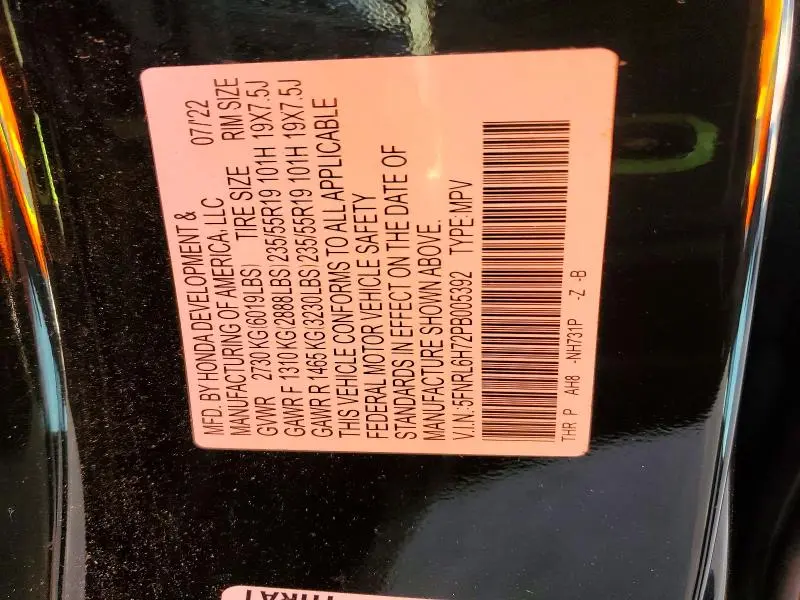 MFD. BY HONDA DEVELOPMENT & 07/'22
MANUFACTURING OF AMERICA. LLC
GVWR 2730 KG(6019LBS) TIRE SIZE RIM SIZE
GAWR F 1310 KG(2888LBS) 235/55R19 101H 19X7.5J
GAWR R 1465 KG(3230LBS) 235/55R19 101H 19X7.5J
THIS VEHICLE CONFORMS TO ALL APPLICABLE
FEDERAL MOTOR VEHICLE SAFETY
STANDARDS IN EFFECT ON THE DATE OF
MANUFACTURE SHOWN ABOVE.
V.I.N.:5FNRL6H72PB005392 TYPE:MPV
THR P AH8 -NH731P -Z -B